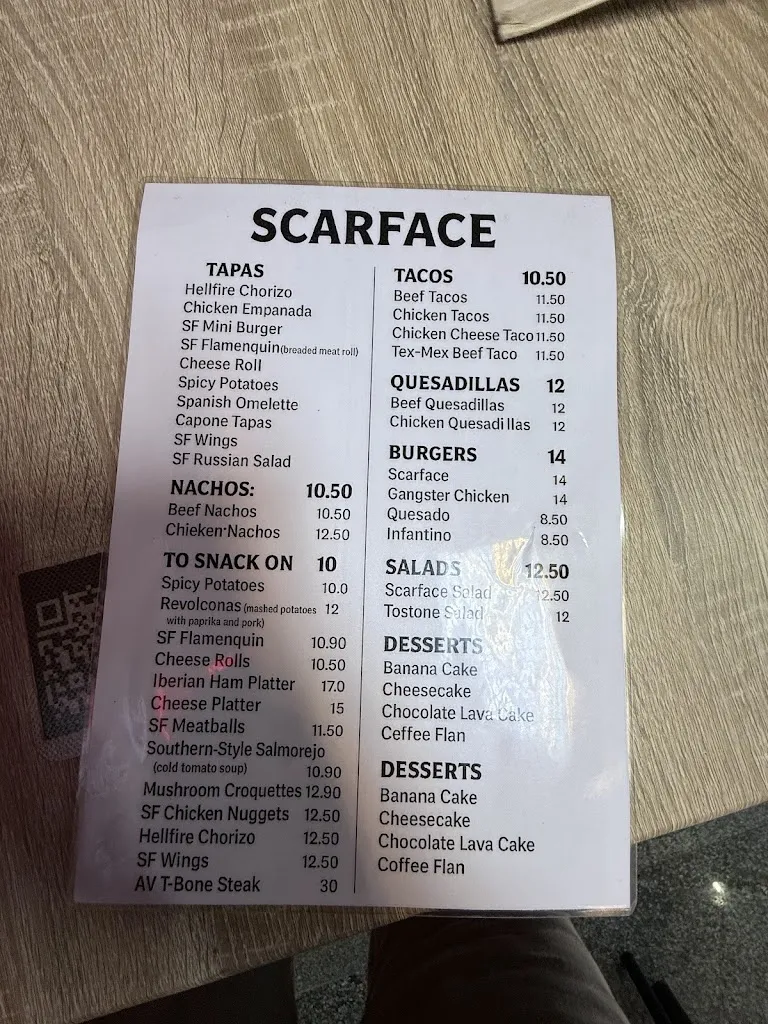 SCARFACE
TAPAS
Hellfire Chorizo
Chicken Empanada
SF Mini Burger
SF Flamenquin (breaded meat roll)
Cheese Roll
Spicy Potatoes
Spanish Omelette
Capone Tapas
SF Wings
SF Russian Salad
NACHOS: 10.50
Beef Nachos 10.50
Chieken Nachos 12.50
TO SNACK ON 10
Spicy Potatoes 10.0
Revolconas (mashed potatoes 12
with paprika and pork)
SF Flamenquin 10.90
Cheese Rolls 10.50
Iberian Ham Platter 17.0
Cheese Platter 15
SF Meatballs 11.50
Southern-Style Salmorejo
(cold tomato soup) 10.90
Mushroom Croquettes 12.90
SF Chicken Nuggets 12.50
Hellfire Chorizo 12.50
SF Wings 12.50
AV T-Bone Steak 30
TACOS 10.50
Beef Tacos 11.50
Chicken Tacos 11.50
Chicken Cheese Taco 11.50
Tex-Mex Beef Taco 11.50
QUESADILLAS 12
Beef Quesadillas 12
Chicken Quesadillas 12
BURGERS 14
Scarface 14
Gangster Chicken 14
Quesado 8.50
Infantino 8.50
SALADS 12.50
Scarface Salad 12.50
Tostone Salad 12
DESSERTS
Banana Cake
Cheesecake
Chocolate Lava Cake
Ceffee Flan
DESSERTS
Banana Cake
Cheesecake
Chocolate Lava Cake
Coffee Flan